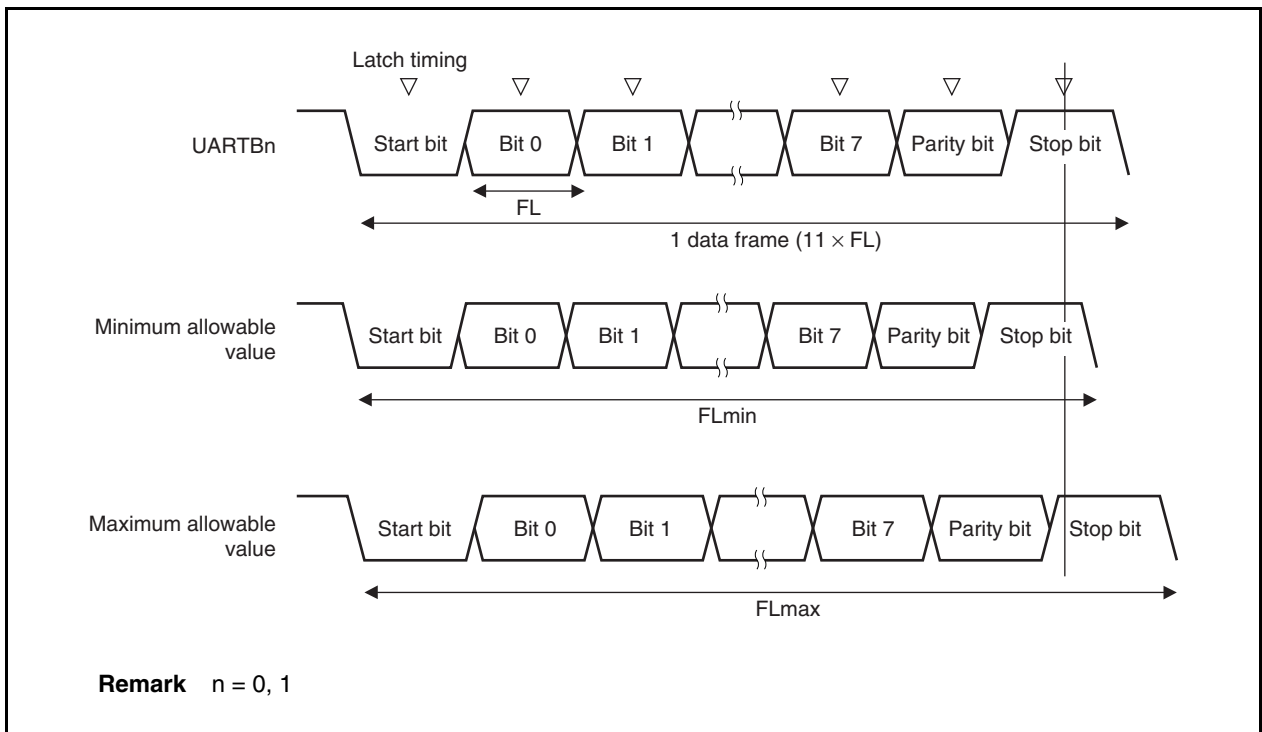 Latch timing
UARTBn
Start bit
Bit 0
Bit 1
Bit 7
Parity bit
Stop bit
FL
1 data frame (11 × FL)
Minimum allowable
value
Start bit
Bit 0
Bit 1
Bit 7
Parity bit
Stop bit
FLmin
Maximum allowable
value
Start bit
Bit 0
Bit 1
Bit 7
Parity bit
Stop bit
FLmax
Remark n = 0, 1